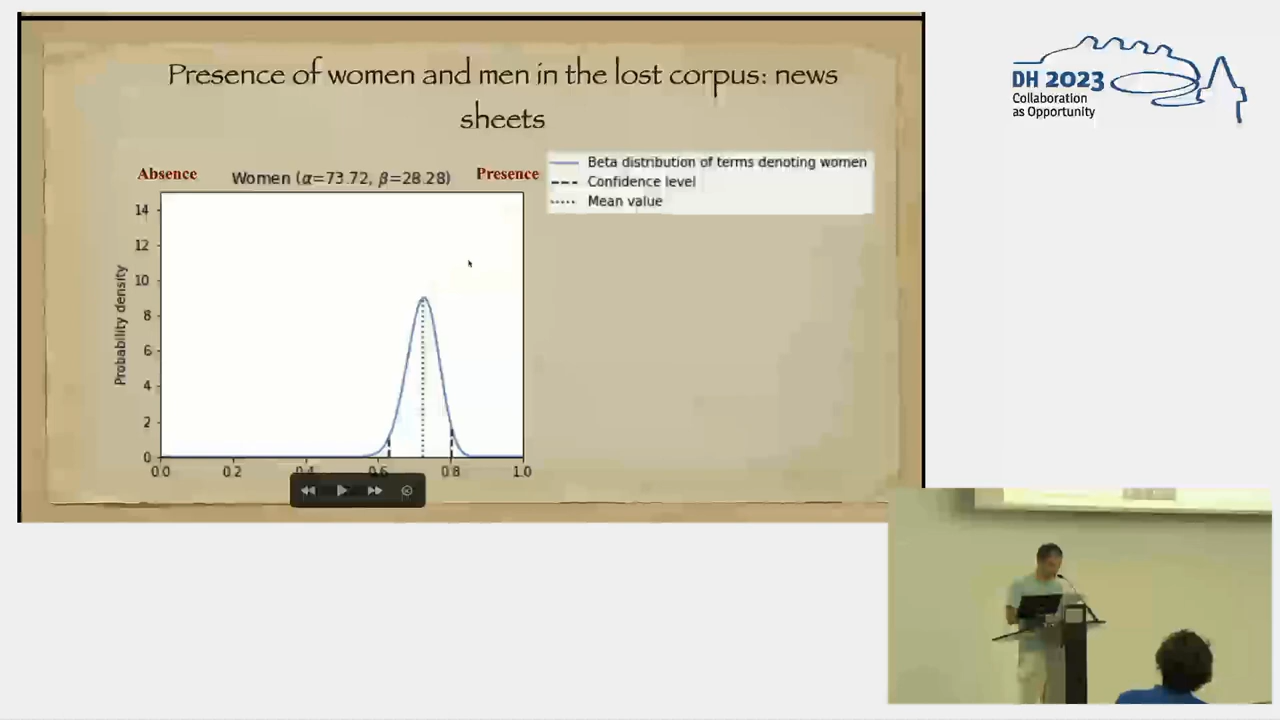 Presence of women and men in the lost corpus: news
sheets
Absence
Women (α=73.72, β=28.28)
Presence
Beta distribution of terms denoting women
Confidence level
Mean value
Probability density
14
12
10
8
6
4
2
0
0.0
0.2
0.4
0.6
0.8
1.0
DH 2023
Collaboration
as Opportunity